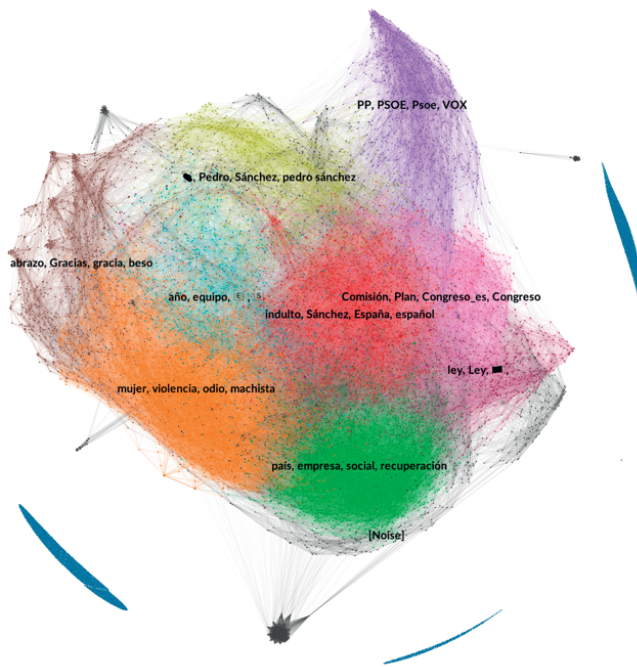 PP, PSOE, Psoe, VOX
, Pedro, Sánchez, pedro sánchez
abrazo, Gracias, gracia, beso
año, equipo, E, S,
Comisión, Plan, Congreso_es, Congreso
indulto, Sánchez, España, español
ley, Ley, ,
mujer, violencia, odio, machista
país, empresa, social, recuperación
[Noise]